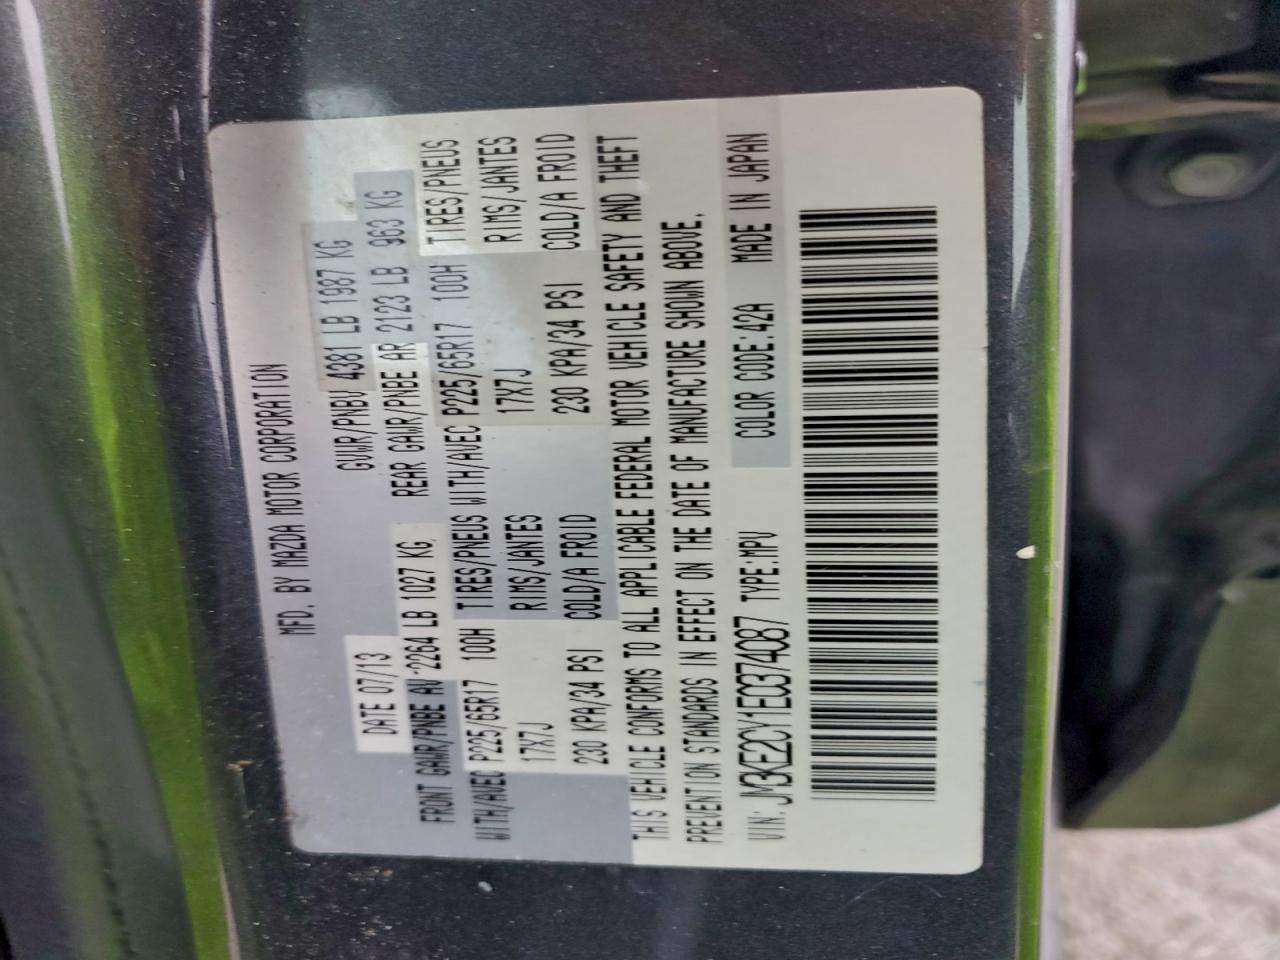 MFD. BY MAZDA MOTOR CORPORATION
DATE 07/13 GVWR/PNBV 4381 LB 1987 KG
FRONT GAWR/PNBE AV 2264 LB 1027 KG, REAR GAWR/PNBE AR 2123 LB 963 KG
WITH/AVEC P225/65R17 100H TIRES/PNEUS WITH/AVEC P225/65R17 100H TIRES/PNEUS
17X7J RIMS/JANTES 17X7J RIMS/JANTES
230 KPA/34 PSI COLD/A FROID 230 KPA/34 PSI COLD/A FROID
THIS VEHICLE CONFORMS TO ALL APPLICABLE FEDERAL MOTOR VEHICLE SAFETY AND THEFT
PREVENTION STANDARDS IN EFFECT ON THE DATE OF MANUFACTURE SHOWN ABOVE.
VIN: JM3KE2CY1E0374087 TYPE:MPV COLOR CODE:42A MADE IN JAPAN